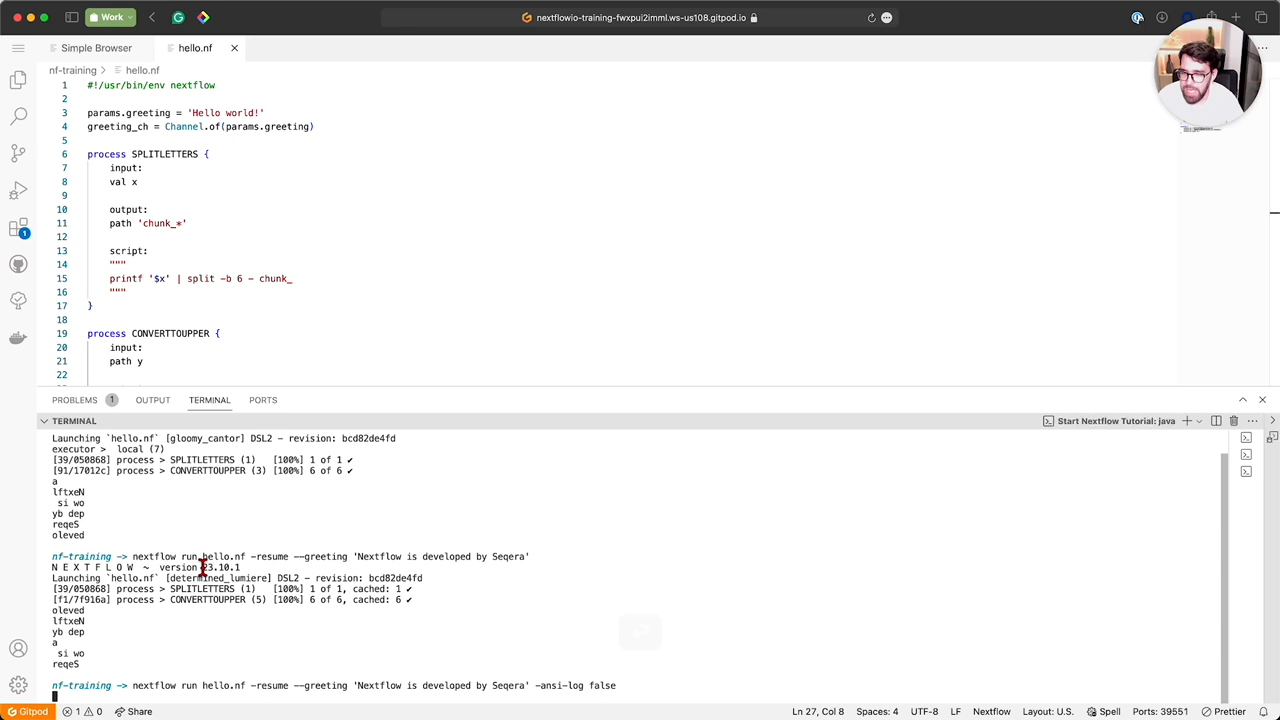 Work
nextflowio-training-fwxpui2imml.ws-us108.gitpod.io
Simple Browser
hello.nf
nf-training > hello.nf
1 #!/usr/bin/env nextflow
2
3 params.greeting = 'Hello world!'
4 greeting_ch = Channel.of(params.greeting)
5
6 process SPLITLETTERS {
7 input:
8 val x
9
10 output:
11 path 'chunk_*'
12
13 script:
14 """
15 printf '$x' | split -b 6 - chunk_
16 """
17 }
18
19 process CONVERTTOUPPER {
20 input:
21 path y
22
1
PROBLEMS 1 OUTPUT TERMINAL PORTS
TERMINAL
Start Nextflow Tutorial: java
Launching `hello.nf` [gloomy_cantor] DSL2 - revision: bcd82de4fd
executor > local (7)
[39/050868] process > SPLITLETTERS (1) [100%] 1 of 1 ✔
[91/17012c] process > CONVERTTOUPPER (3) [100%] 6 of 6 ✔
a
lftxeN
si wo
yb dep
reqeS
oleved
nf-training -> nextflow run hello.nf -resume --greeting 'Nextflow is developed by Seqera'
N E X T F L O W ~ version 23.10.1
Launching `hello.nf` [determined_lumiere] DSL2 - revision: bcd82de4fd
[39/050868] process > SPLITLETTERS (1) [100%] 1 of 1, cached: 1 ✔
[f1/7f916a] process > CONVERTTOUPPER (5) [100%] 6 of 6, cached: 6 ✔
oleved
lftxeN
yb dep
a
si wo
reqeS
nf-training -> nextflow run hello.nf -resume --greeting 'Nextflow is developed by Seqera' -ansi-log false
Gitpod
1 0
Share
Ln 27, Col 8
Spaces: 4
UTF-8
LF
Nextflow
Layout: U.S.
Spell
Ports: 39551
Prettier